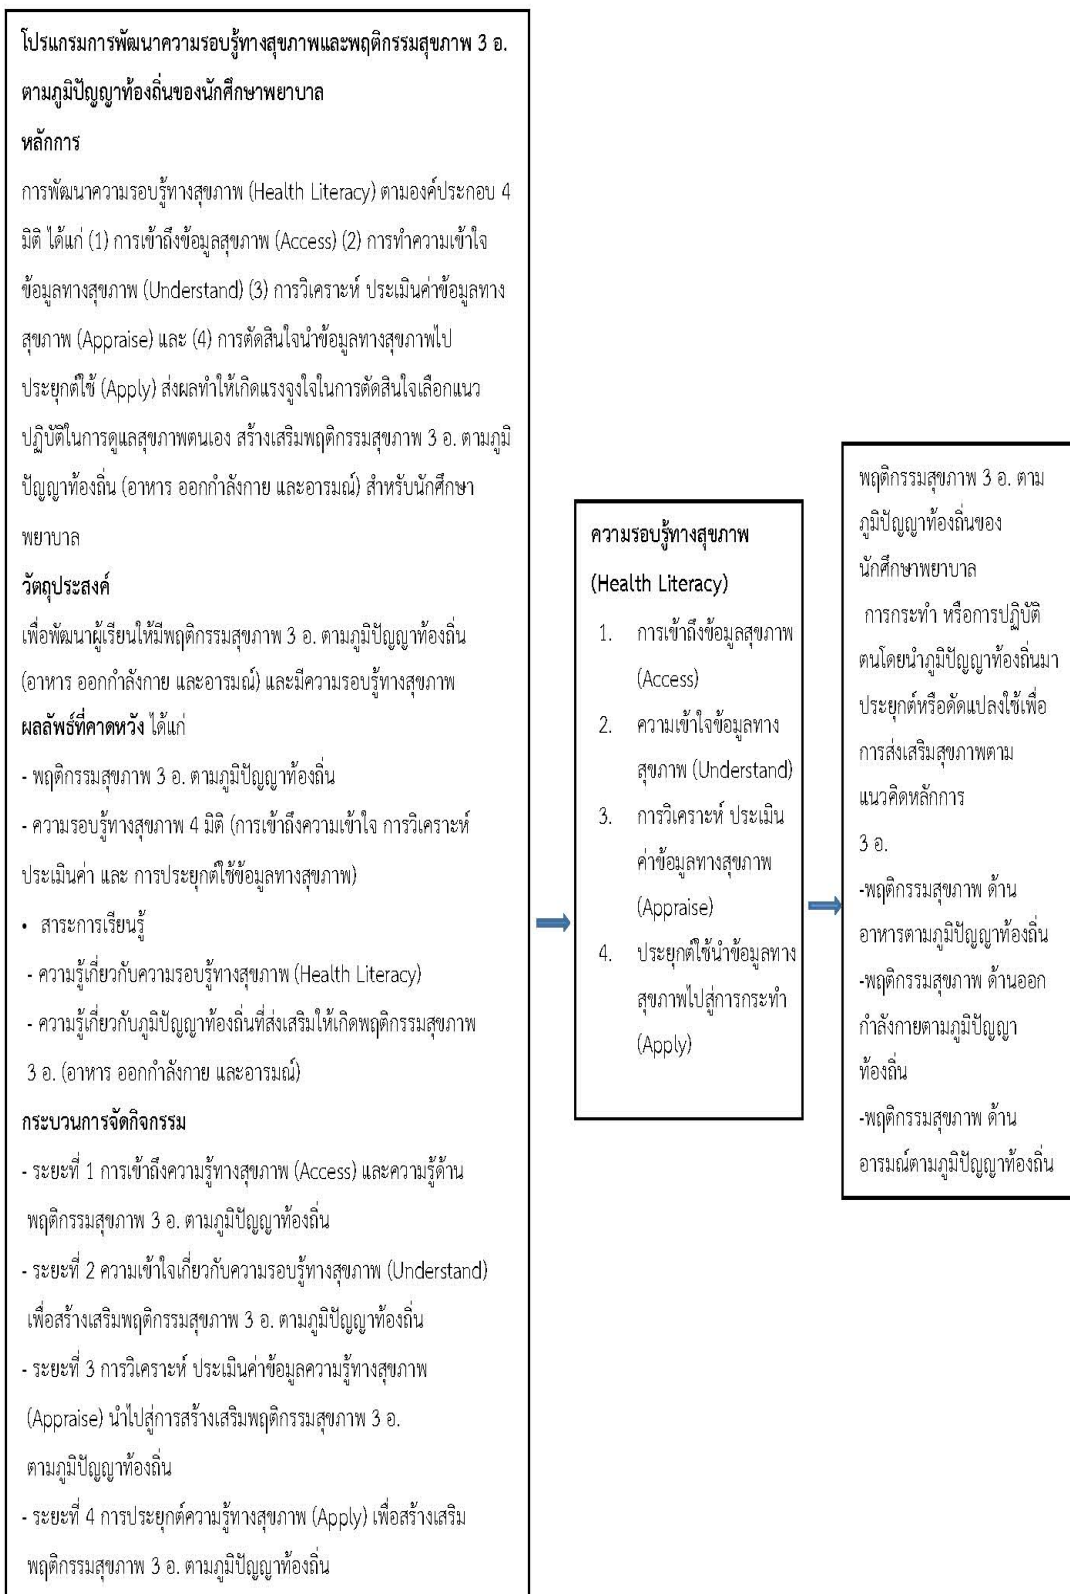 โปรแกรมการพัฒนาความรอบรู้ทางสุขภาพและพฤติกรรมสุขภาพ 3 อ.
ตามภูมิปัญญาท้องถิ่นของนักศึกษาพยาบาล
หลักการ
การพัฒนาความรอบรู้ทางสุขภาพ (Health Literacy) ตามองค์ประกอบ 4
มิติ ได้แก่ (1) การเข้าถึงข้อมูลสุขภาพ (Access) (2) การทำความเข้าใจ
ข้อมูลทางสุขภาพ (Understand) (3) การวิเคราะห์ ประเมินค่าข้อมูลทาง
สุขภาพ (Appraise) และ (4) การตัดสินใจนำข้อมูลทางสุขภาพไป
ประยุกต์ใช้ (Apply) ส่งผลทำให้เกิดแรงจูงใจในการตัดสินใจเลือกแนว
ปฏิบัติในการดูแลสุขภาพตนเอง สร้างเสริมพฤติกรรมสุขภาพ 3 อ. ตามภูมิ
ปัญญาท้องถิ่น (อาหาร ออกกำลังกาย และอารมณ์) สำหรับนักศึกษา
พยาบาล
วัตถุประสงค์
เพื่อพัฒนาผู้เรียนให้มีพฤติกรรมสุขภาพ 3 อ. ตามภูมิปัญญาท้องถิ่น
(อาหาร ออกกำลังกาย และอารมณ์) และมีความรอบรู้ทางสุขภาพ
ผลลัพธ์ที่คาดหวัง ได้แก่
- พฤติกรรมสุขภาพ 3 อ. ตามภูมิปัญญาท้องถิ่น
- ความรอบรู้ทางสุขภาพ 4 มิติ (การเข้าถึงความเข้าใจ การวิเคราะห์
ประเมินค่า และ การประยุกต์ใช้ข้อมูลทางสุขภาพ)
• สาระการเรียนรู้
- ความรู้เกี่ยวกับความรอบรู้ทางสุขภาพ (Health Literacy)
- ความรู้เกี่ยวกับภูมิปัญญาท้องถิ่นที่ส่งเสริมให้เกิดพฤติกรรมสุขภาพ
3 อ. (อาหาร ออกกำลังกาย และอารมณ์)
กระบวนการจัดกิจกรรม
- ระยะที่ 1 การเข้าถึงความรู้ทางสุขภาพ (Access) และความรู้ด้าน
พฤติกรรมสุขภาพ 3 อ. ตามภูมิปัญญาท้องถิ่น
- ระยะที่ 2 ความเข้าใจเกี่ยวกับความรอบรู้ทางสุขภาพ (Understand)
เพื่อสร้างเสริมพฤติกรรมสุขภาพ 3 อ. ตามภูมิปัญญาท้องถิ่น
- ระยะที่ 3 การวิเคราะห์ ประเมินค่าข้อมูลความรู้ทางสุขภาพ
(Appraise) นำไปสู่การสร้างเสริมพฤติกรรมสุขภาพ 3 อ.
ตามภูมิปัญญาท้องถิ่น
- ระยะที่ 4 การประยุกต์ความรู้ทางสุขภาพ (Apply) เพื่อสร้างเสริม
พฤติกรรมสุขภาพ 3 อ. ตามภูมิปัญญาท้องถิ่น
ความรอบรู้ทางสุขภาพ
(Health Literacy)
1. การเข้าถึงข้อมูลสุขภาพ
(Access)
2. ความเข้าใจข้อมูลทาง
สุขภาพ (Understand)
3. การวิเคราะห์ ประเมิน
ค่าข้อมูลทางสุขภาพ
(Appraise)
4. ประยุกต์ใช้นำข้อมูลทาง
สุขภาพไปสู่การกระทำ
(Apply)
พฤติกรรมสุขภาพ 3 อ. ตาม
ภูมิปัญญาท้องถิ่นของ
นักศึกษาพยาบาล
การกระทำ หรือการปฏิบัติ
ตนโดยนำภูมิปัญญาท้องถิ่นมา
ประยุกต์หรือดัดแปลงใช้เพื่อ
การส่งเสริมสุขภาพตาม
แนวคิดหลักการ
3 อ.
-พฤติกรรมสุขภาพ ด้าน
อาหารตามภูมิปัญญาท้องถิ่น
-พฤติกรรมสุขภาพ ด้านออก
กำลังกายตามภูมิปัญญา
ท้องถิ่น
-พฤติกรรมสุขภาพ ด้าน
อารมณ์ตามภูมิปัญญาท้องถิ่น